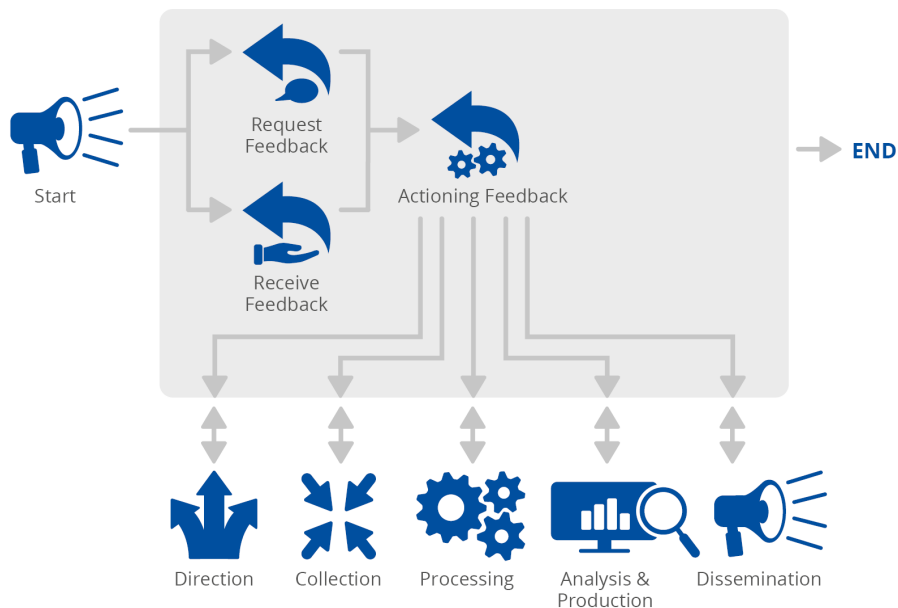 Request
Feedback
END
Start
Actioning Feedback
Receive
Feedback
Direction
Collection
Processing
Analysis &
Production
Dissemination